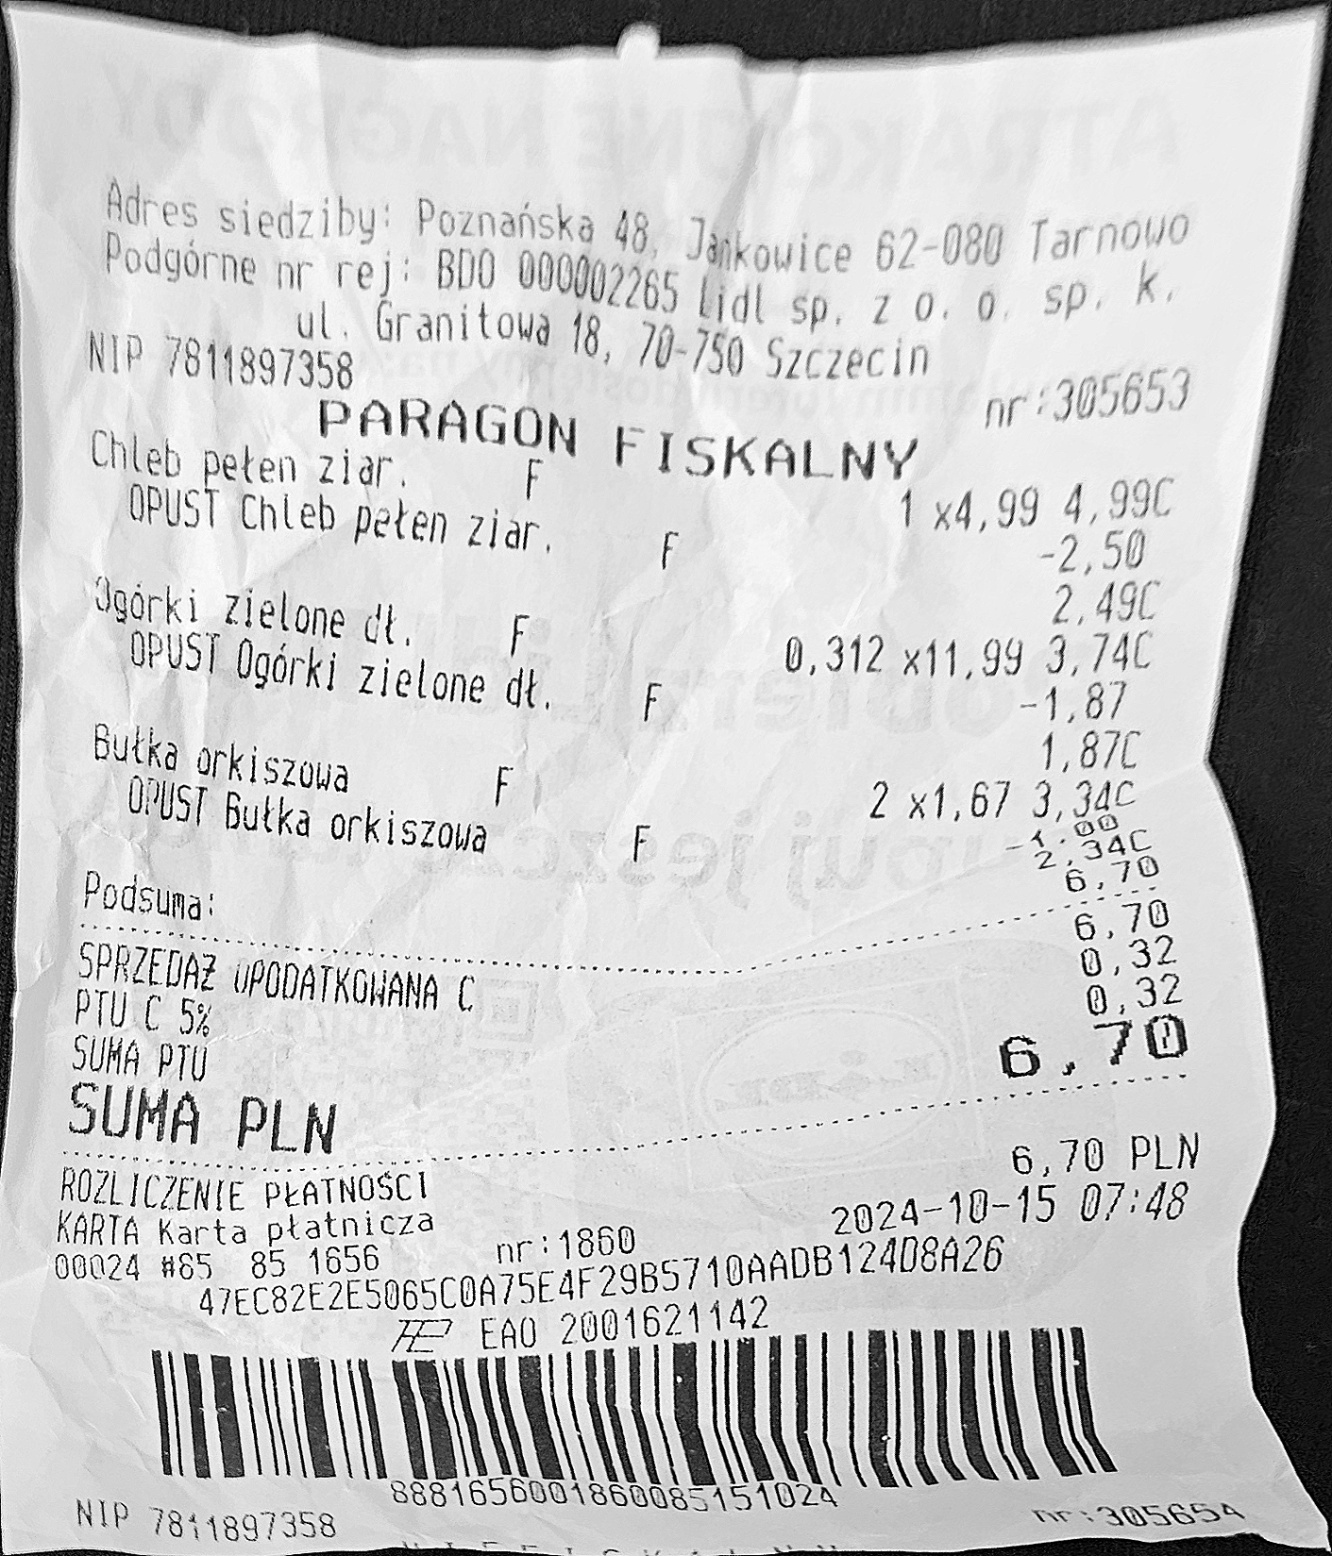 Adres siedziby: Poznańska 48, Jankowice 62-080 Tarnowo
Podgórne nr rej: BDO 000002265 Lidl sp. z o. o. sp. k.
ul. Granitowa 18, 70-750 Szczecin
NIP 7811897358 nr:305653
PARAGON FISKALNY
Chleb pełen ziar. F 1 x4,99 4,99C
OPUST Chleb pełen ziar. F -2,50
2,49C
Ogórki zielone dł. F 0,312 x11,99 3,74C
OPUST Ogórki zielone dł. F -1,87
1,87C
Bułka orkiszowa F 2 x1,67 3,34C
OPUST Bułka orkiszowa F -1,00
2,34C
Podsuma: 6,70
SPRZEDAŻ OPODATKOWANA C 6,70
PTU C 5% 0,32
SUMA PTU 0,32
SUMA PLN 6,70
ROZLICZENIE PŁATNOŚCI
KARTA Karta płatnicza 6,70 PLN
00024 #65 85 1656 nr:1860 2024-10-15 07:48
47EC82E2E5065C0A75E4F29B5710AADB124D8A26
EAO 2001621142
8881656001860085151024
NIP 7811897358 nr:305654